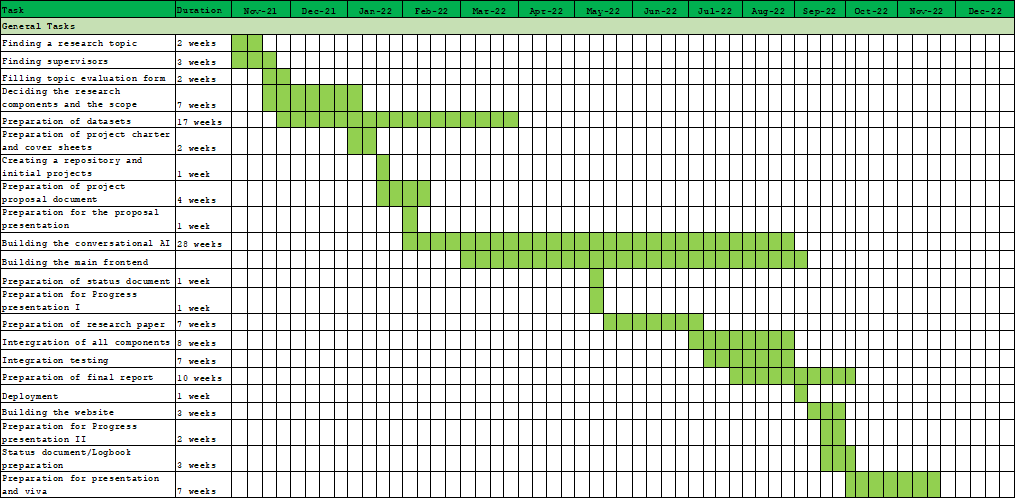 Task Duration Nov-21 Dec-21 Jan-22 Feb-22 Mar-22 Apr-22 May-22 Jun-22 Jul-22 Aug-22 Sep-22 Oct-22 Nov-22 Dec-22
General Tasks
Finding a research topic 2 weeks
Finding supervisors 3 weeks
Filling topic evaluation form 2 weeks
Deciding the research
components and the scope 7 weeks
Preparation of datasets 17 weeks
Preparation of project charter
and cover sheets 2 weeks
Creating a repository and
initial projects 1 week
Preparation of project
proposal document 4 weeks
Preparation for the proposal
presentation 1 week
Building the conversational AI 28 weeks
Building the main frontend
Preparation of status document 1 week
Preparation for Progress
presentation I 1 week
Preparation of research paper 7 weeks
Intergration of all components 8 weeks
Integration testing 7 weeks
Preparation of final report 10 weeks
Deployment 1 week
Building the website 3 weeks
Preparation for Progress
presentation II 2 weeks
Status document/Logbook
preparation 3 weeks
Preparation for presentation
and viva 7 weeks